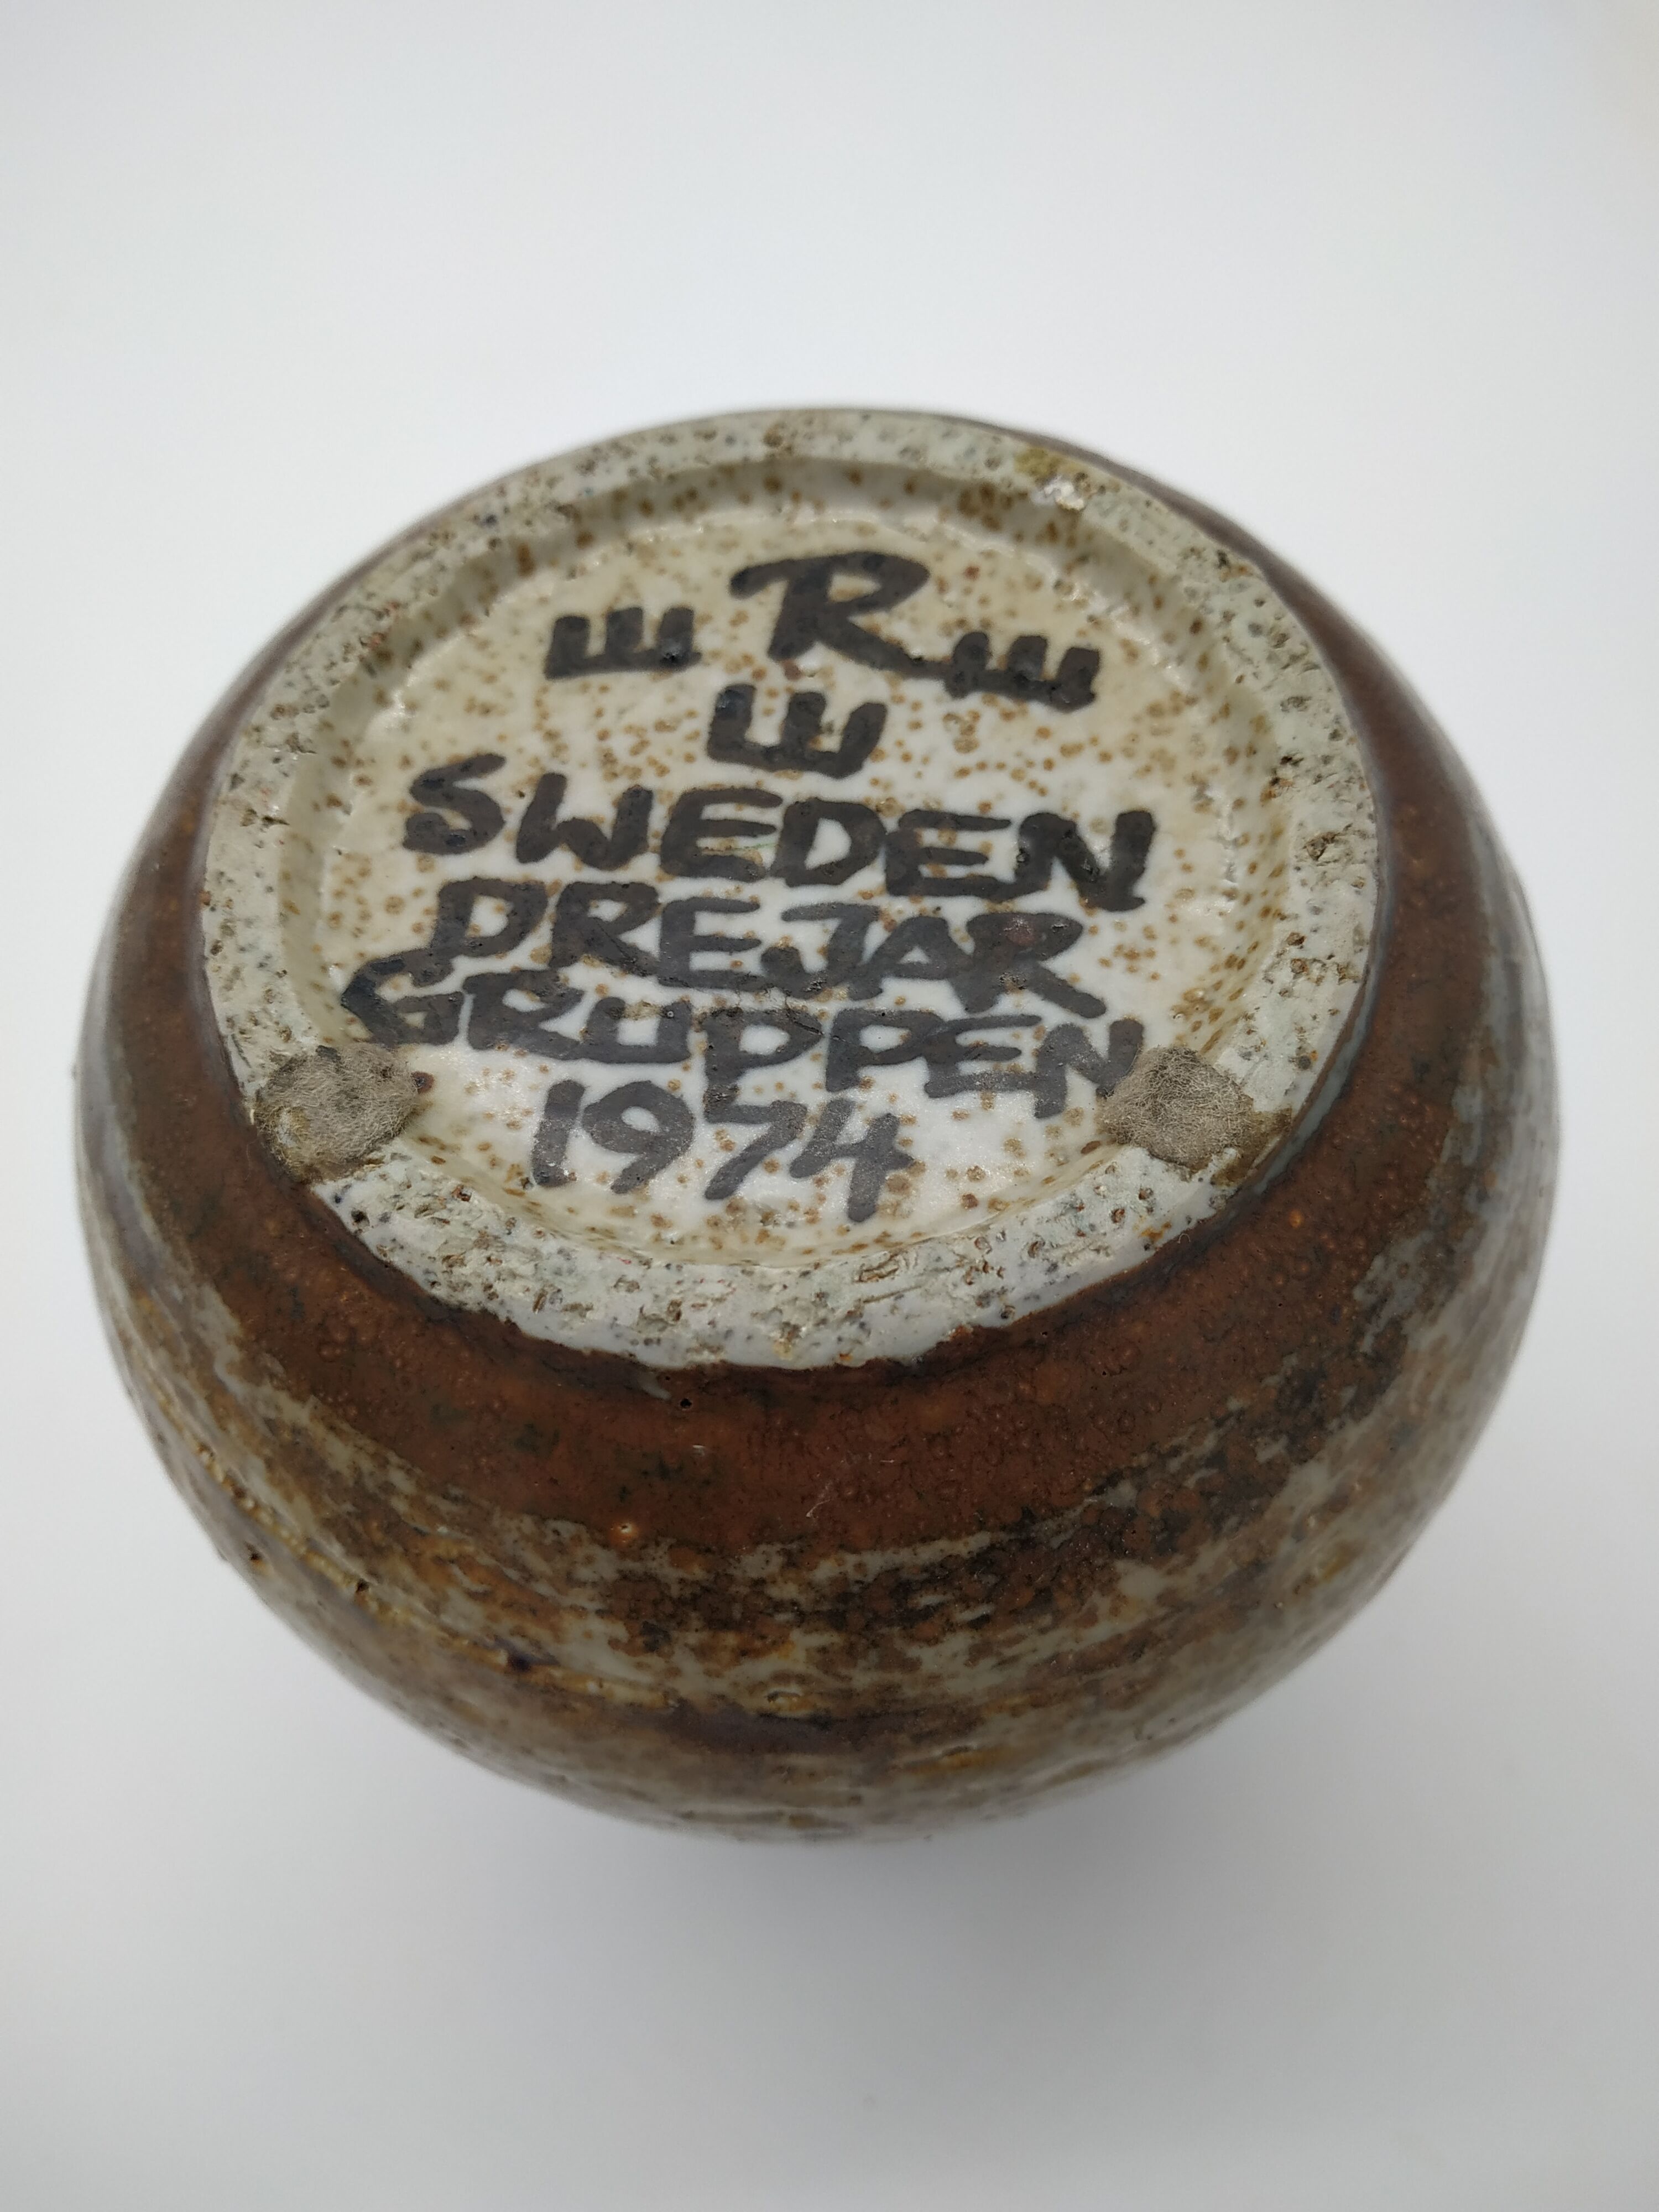 R
SWEDEN
DREJAR
GRUPPEN
1974